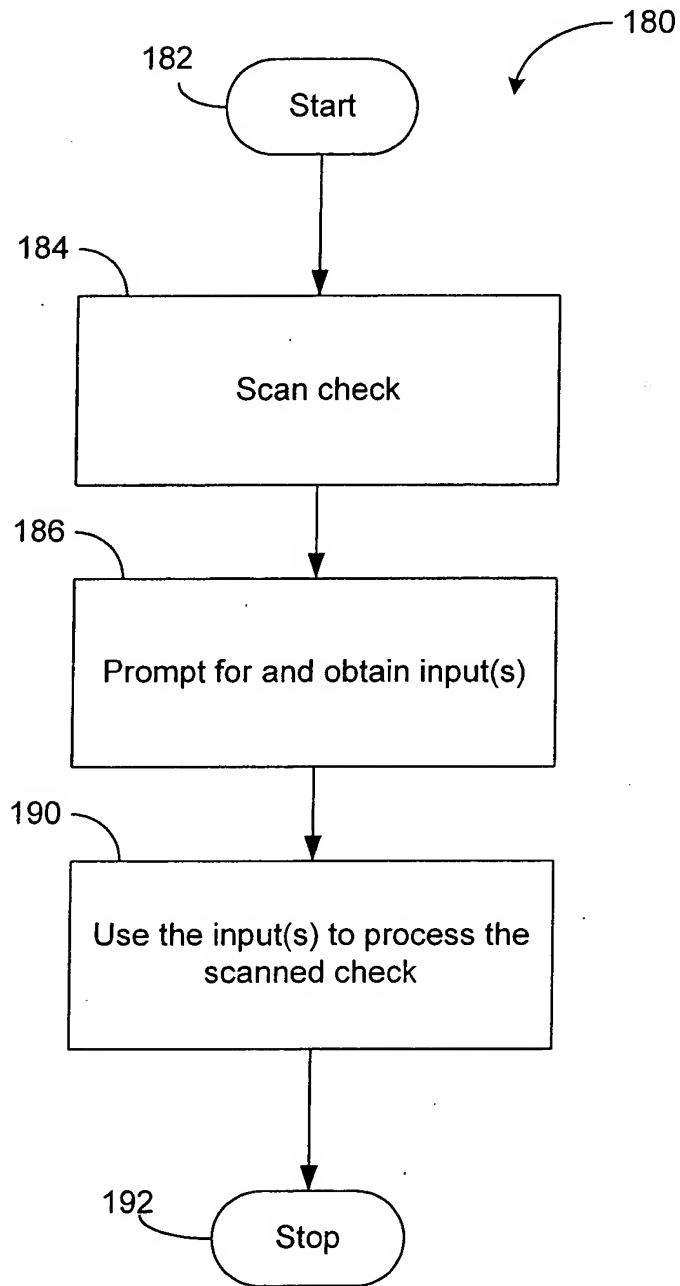 180
182
Start
184
Scan check
186
Prompt for and obtain input(s)
190
Use the input(s) to process the
scanned check
192
Stop